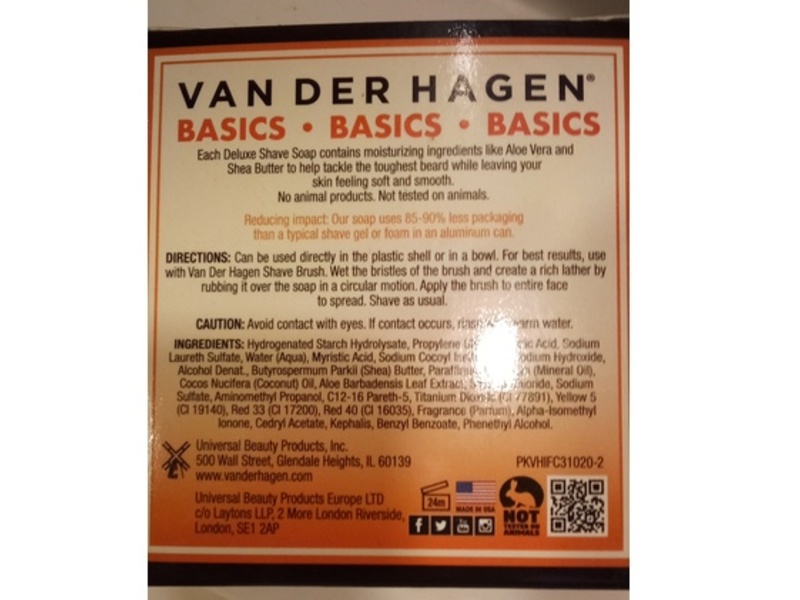 VAN DER HAGEN®
BASICS • BASICS • BASICS
Each Deluxe Shave Soap contains moisturizing ingredients like Aloe Vera and
Shea Butter to help tackle the toughest beard while leaving your
skin feeling soft and smooth.
No animal products. Not tested on animals.
Reducing impact: Our soap uses 85-90% less packaging
than a typical shave gel or foam in an aluminum can.
DIRECTIONS: Can be used directly in the plastic shell or in a bowl. For best results, use
with Van Der Hagen Shave Brush. Wet the bristles of the brush and create a rich lather by
rubbing it over the soap in a circular motion. Apply the brush to entire face
to spread. Shave as usual.
CAUTION: Avoid contact with eyes. If contact occurs, warm water.
INGREDIENTS: Hydrogenated Starch Hydrolysate, Propylene Acid, Sodium
Laureth Sulfate, Water (Aqua), Myristic Acid, Sodium Cocoyl Hydroxide,
Alcohol Denat., Butyrospermum Parkii (Shea) Butter, (Mineral Oil),
Cocos Nucifera (Coconut) Oil, Aloe Barbadensis Leaf Extract, Sodium
Sulfate, Aminomethyl Propanol, C12-16 Pareth-5, Titanium 77891), Yellow 5
(CI 19140), Red 33 (CI 17200), Red 40 (CI 16035), Fragrance (Parfum), Alpha-Isomethyl
Ionone, Cedryl Acetate, Kephalis, Benzyl Benzoate, Phenethyl Alcohol.
Universal Beauty Products, Inc.
500 Wall Street, Glendale Heights, IL 60139
www.vanderhagen.com
PKVHIFC31020-2
Universal Beauty Products Europe LTD
c/o Laytons LLP, 2 More London Riverside,
London, SE1 2AP
24m
MADE IN USA
NOT
TESTED ON
ANIMALS